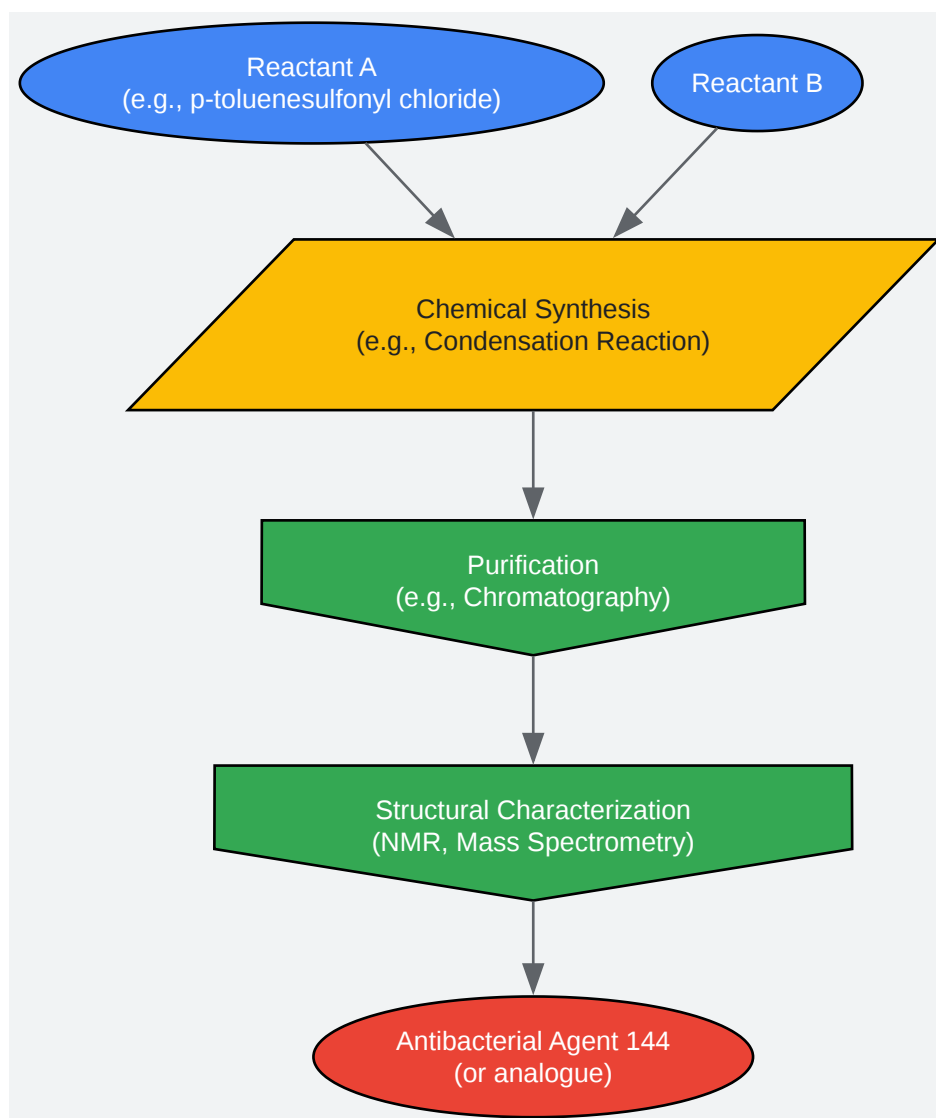 Reactant A
(e.g., p-toluenesulfonyl chloride)
Reactant B
Chemical Synthesis
(e.g., Condensation Reaction)
Purification
(e.g., Chromatography)
Structural Characterization
(NMR, Mass Spectrometry)
Antibacterial Agent 144
(or analogue)